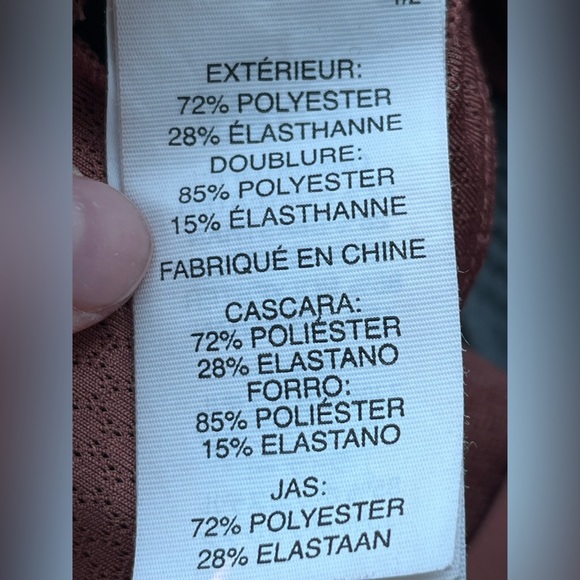 EXTÉRIEUR:
72% POLYESTER
28% ÉLASTHANNE
DOUBLURE:
85% POLYESTER
15% ÉLASTHANNE
FABRIQUÉ EN CHINE
CASCARA:
72% POLIÉSTER
28% ELASTANO
FORRO:
85% POLIÉSTER
15% ELASTANO
JAS:
72% POLYESTER
28% ELASTAAN